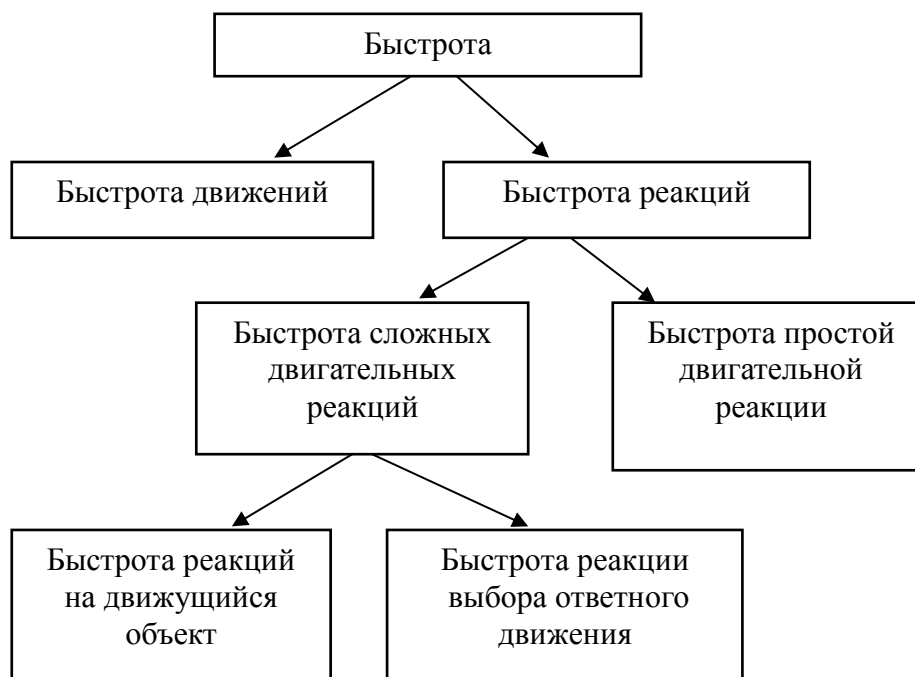 Быстрота
Быстрота движений
Быстрота реакций
Быстрота сложных
двигательных
реакций
Быстрота простой
двигательной
реакции
Быстрота реакций
на движущийся
объект
Быстрота реакции
выбора ответного
движения